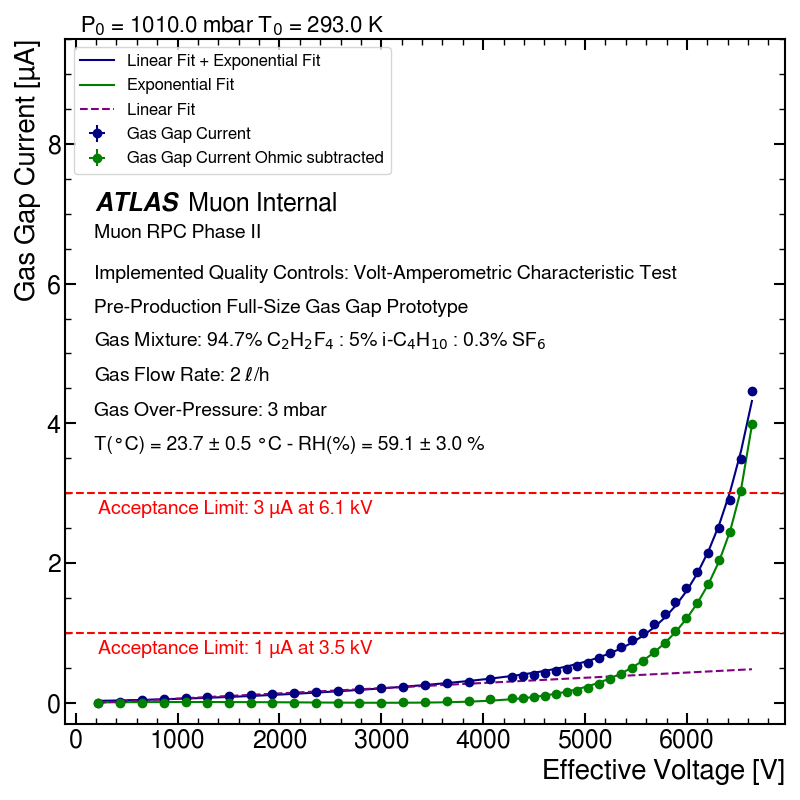 P₀ = 1010.0 mbar T₀ = 293.0 K
Gas Gap Current [μA]
Linear Fit + Exponential Fit
Exponential Fit
Linear Fit
Gas Gap Current
Gas Gap Current Ohmic subtracted
ATLAS Muon Internal
Muon RPC Phase II
Implemented Quality Controls: Volt-Amperometric Characteristic Test
Pre-Production Full-Size Gas Gap Prototype
Gas Mixture: 94.7% C₂H₂F₄ : 5% i-C₄H₁₀ : 0.3% SF₆
Gas Flow Rate: 2 ℓ/h
Gas Over-Pressure: 3 mbar
T(°C) = 23.7 ± 0.5 °C - RH(%) = 59.1 ± 3.0 %
Acceptance Limit: 3 μA at 6.1 kV
Acceptance Limit: 1 μA at 3.5 kV
8
6
4
2
0
0 1000 2000 3000 4000 5000 6000
Effective Voltage [V]